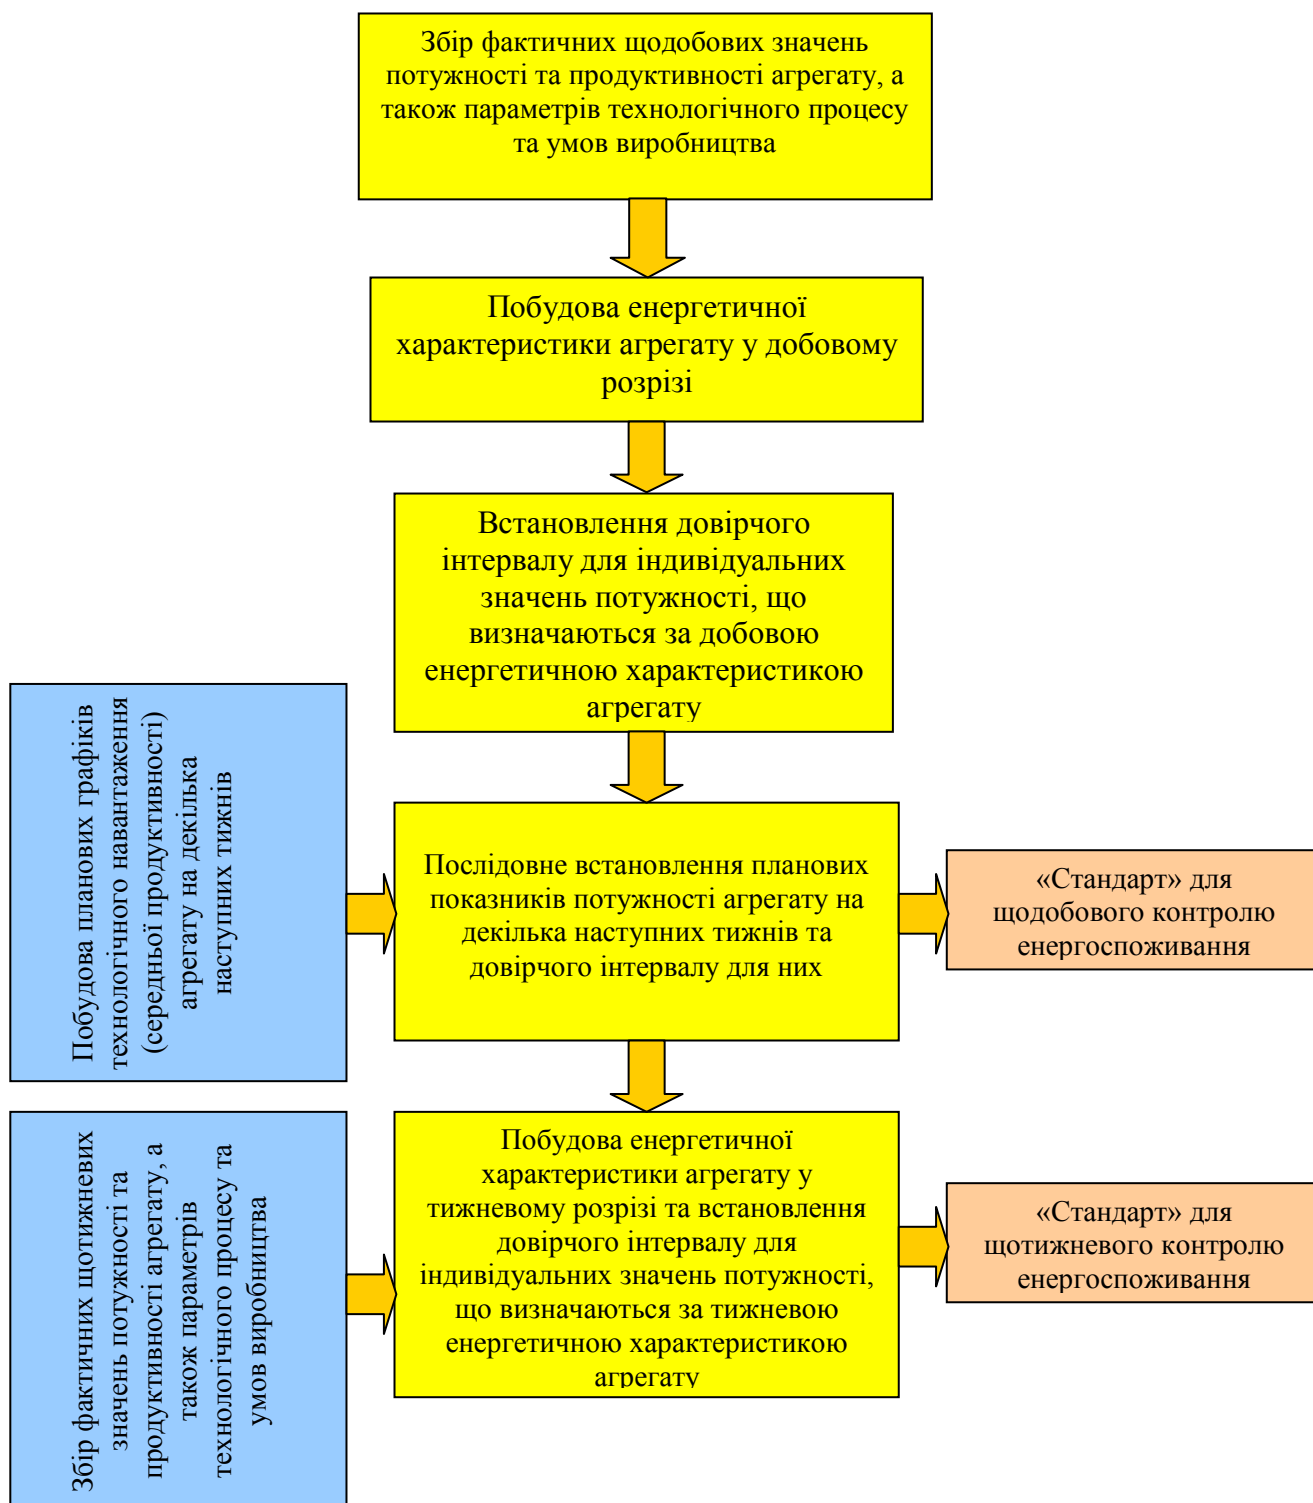 Збір фактичних щодобових значень
потужності та продуктивності агрегату, а
також параметрів технологічного процесу
та умов виробництва
Побудова енергетичної
характеристики агрегату у добовому
розрізі
Встановлення довірчого
інтервалу для індивідуальних
значень потужності, що
визначаються за добовою
енергетичною характеристикою
агрегату
Побудова планових графіків
технологічного навантаження
(середньої продуктивності)
агрегату на декілька
наступних тижнів
Послідовне встановлення планових
показників потужності агрегату на
декілька наступних тижнів та
довірчого інтервалу для них
«Стандарт» для
щодобового контролю
енергоспоживання
Збір фактичних щотижневих
значень потужності та
продуктивності агрегату, а
також параметрів
технологічного процесу та
умов виробництва
Побудова енергетичної
характеристики агрегату у
тижневому розрізі та встановлення
довірчого інтервалу для
індивідуальних значень потужності,
що визначаються за тижневою
енергетичною характеристикою
агрегату
«Стандарт» для
щотижневого контролю
енергоспоживання